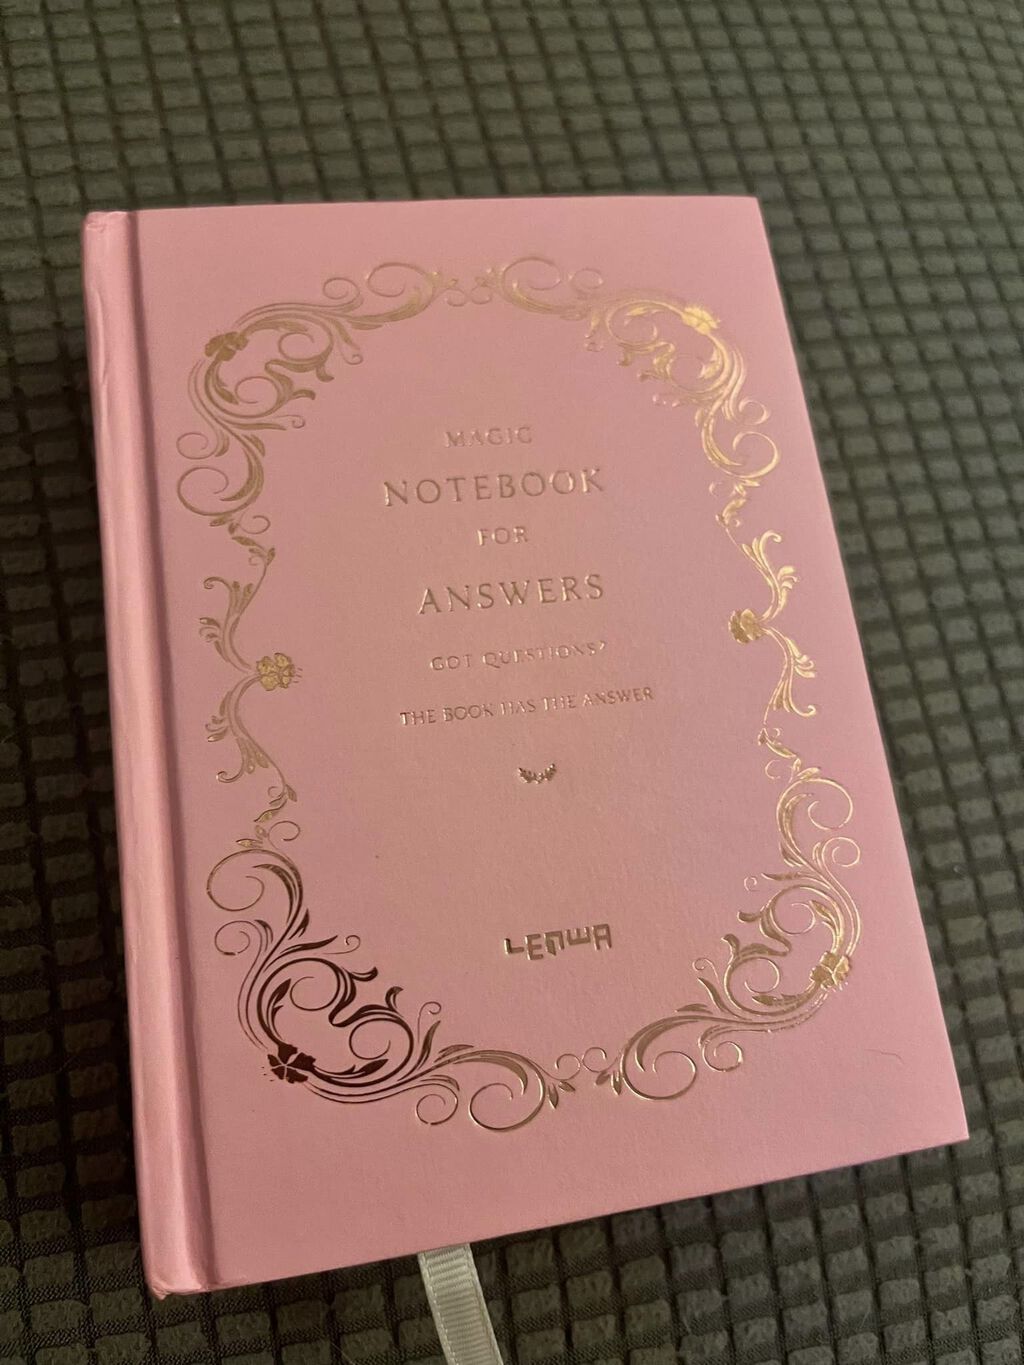 MAGIC
NOTEBOOK
FOR
ANSWERS
GOT QUESTIONS?
THE BOOK HAS THE ANSWER
LENWA